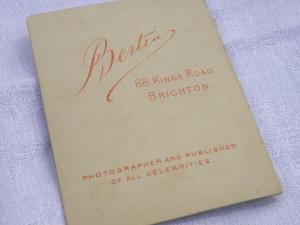 Bertin
88 KINGS ROAD.
BRIGHTON.
PHOTOGRAPHER AND PUBLISHER
OF ALL CELEBRITIES